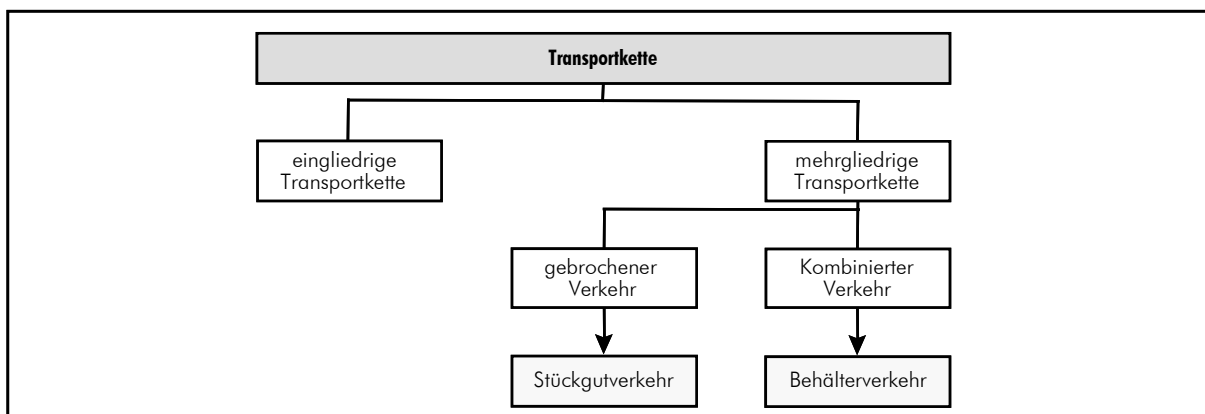 Transportkette
eingliedrige
Transportkette
mehrgliedrige
Transportkette
gebrochener
Verkehr
Kombinierter
Verkehr
Stückgutverkehr
Behälterverkehr